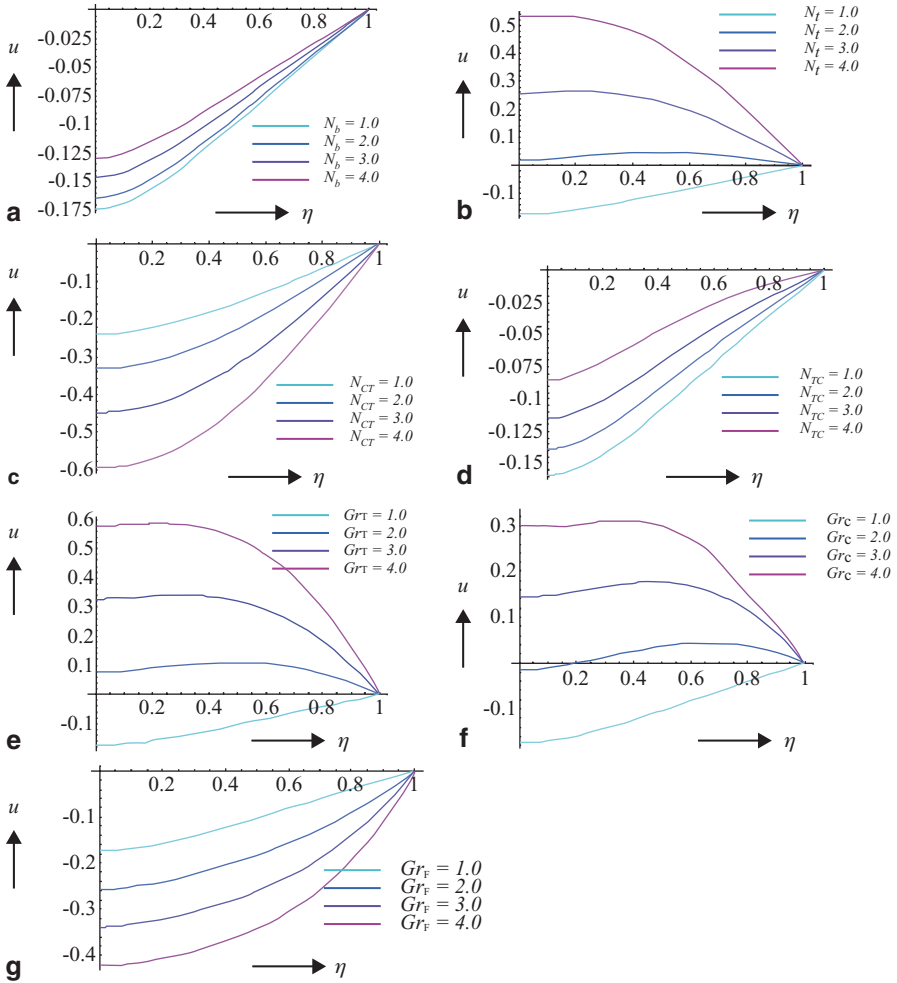 0.2 0.4 0.6 0.8 1
u
-0.025
-0.05
-0.075
-0.1
-0.125
-0.15
-0.175
N_b = 1.0
N_b = 2.0
N_b = 3.0
N_b = 4.0
a
η
u
0.5
0.4
0.3
0.2
0.1
-0.1
0.2 0.4 0.6 0.8 1
N_t = 1.0
N_t = 2.0
N_t = 3.0
N_t = 4.0
b
η
u
0.2 0.4 0.6 0.8 1
-0.1
-0.2
-0.3
-0.4
-0.5
-0.6
N_CT = 1.0
N_CT = 2.0
N_CT = 3.0
N_CT = 4.0
c
η
u
0.2 0.4 0.6 0.8 1
-0.025
-0.05
-0.075
-0.1
-0.125
-0.15
N_TC = 1.0
N_TC = 2.0
N_TC = 3.0
N_TC = 4.0
d
η
u
0.6
0.5
0.4
0.3
0.2
0.1
-0.1
0.2 0.4 0.6 0.8 1
Gr_T = 1.0
Gr_T = 2.0
Gr_T = 3.0
Gr_T = 4.0
e
η
u
0.3
0.2
0.1
-0.1
0.2 0.4 0.6 0.8 1
Gr_C = 1.0
Gr_C = 2.0
Gr_C = 3.0
Gr_C = 4.0
f
η
u
0.2 0.4 0.6 0.8 1
-0.1
-0.2
-0.3
-0.4
Gr_F = 1.0
Gr_F = 2.0
Gr_F = 3.0
Gr_F = 4.0
g
η